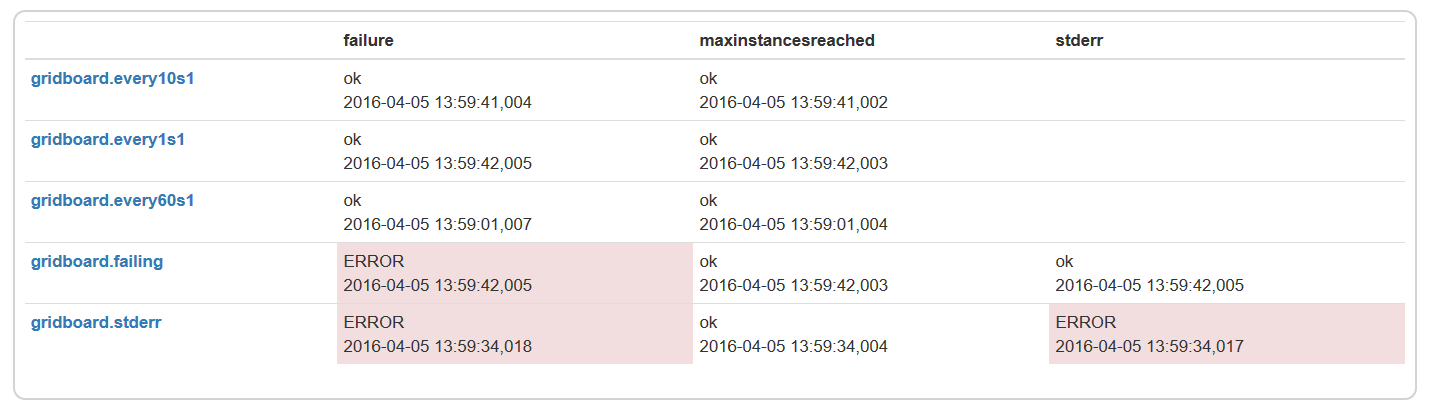 failure maxinstancesreached stderr
gridboard.every10s1 ok ok
2016-04-05 13:59:41,004 2016-04-05 13:59:41,002
gridboard.every1s1 ok ok
2016-04-05 13:59:42,005 2016-04-05 13:59:42,003
gridboard.every60s1 ok ok
2016-04-05 13:59:01,007 2016-04-05 13:59:01,004
gridboard.failing ERROR ok ok
2016-04-05 13:59:42,005 2016-04-05 13:59:42,003 2016-04-05 13:59:42,005
gridboard.stderr ERROR ok ERROR
2016-04-05 13:59:34,018 2016-04-05 13:59:34,004 2016-04-05 13:59:34,017